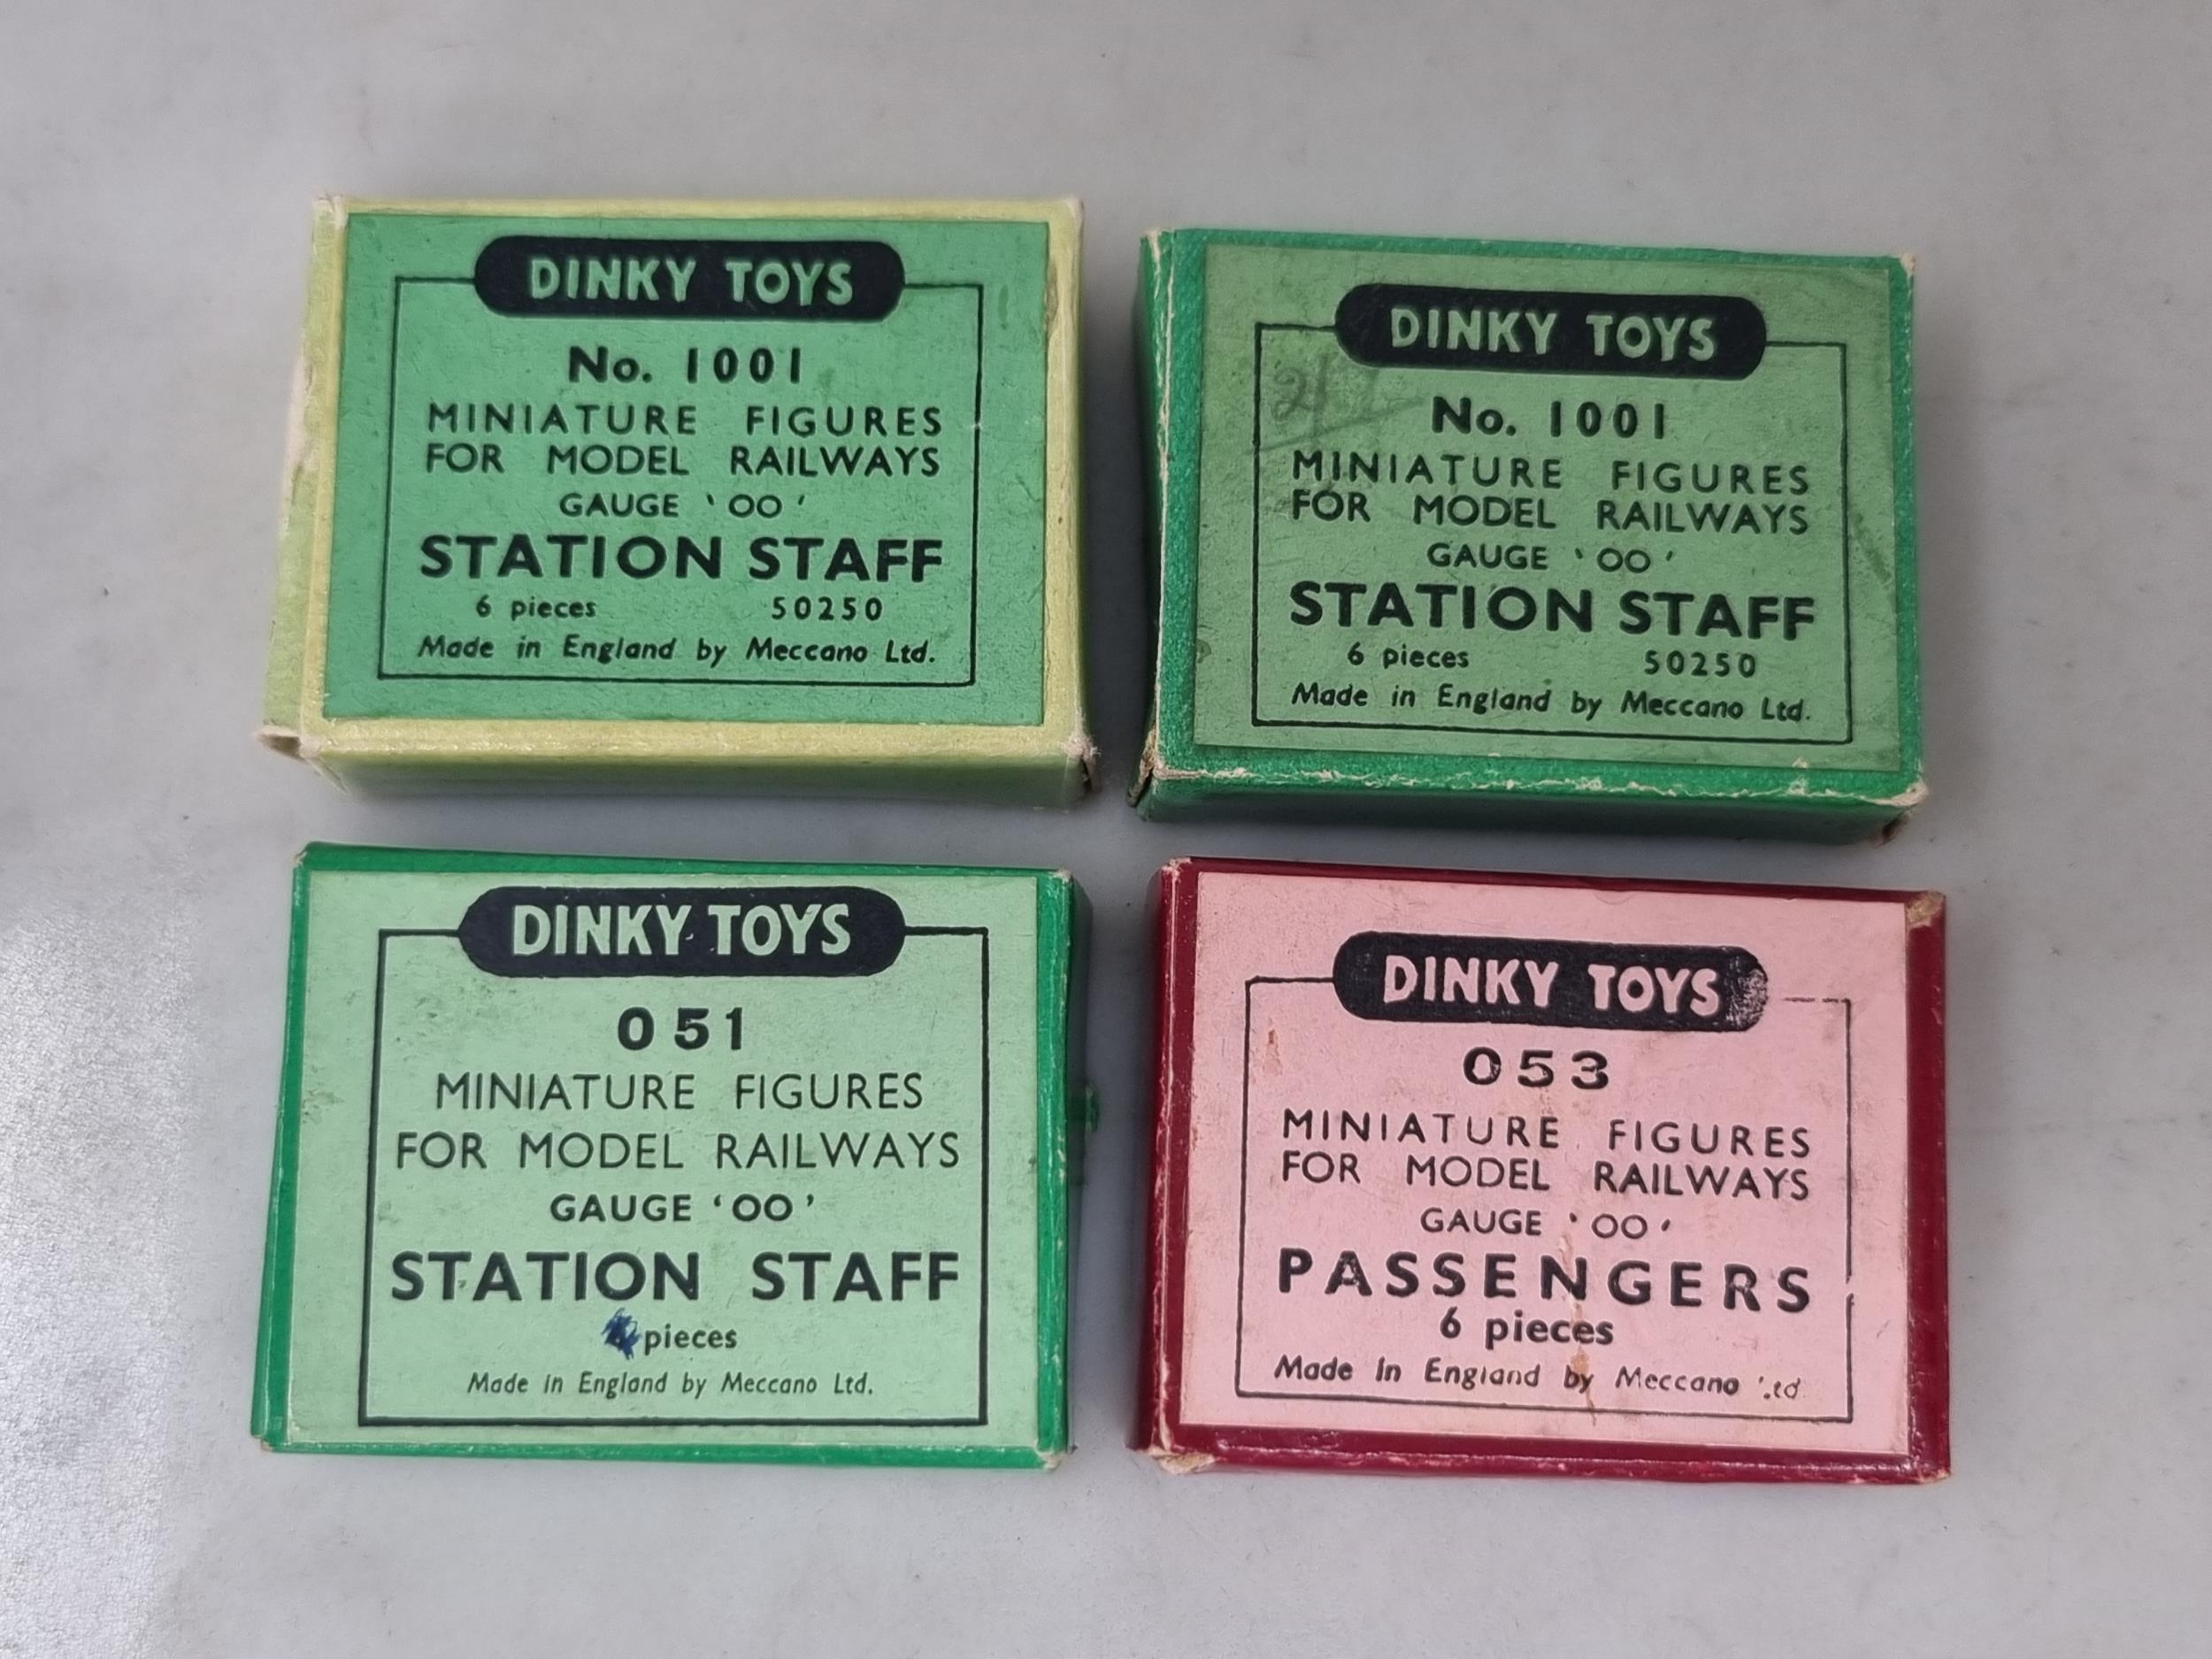 DINKY TOYS
No. 1001
MINIATURE FIGURES
FOR MODEL RAILWAYS
GAUGE 'OO'
STATION STAFF
6 pieces 50250
Made in England by Meccano Ltd.
DINKY TOYS
No. 1001
MINIATURE FIGURES
FOR MODEL RAILWAYS
GAUGE 'OO'
STATION STAFF
6 pieces 50250
Made in England by Meccano Ltd.
DINKY TOYS
051
MINIATURE FIGURES
FOR MODEL RAILWAYS
GAUGE 'OO'
STATION STAFF
pieces
Made in England by Meccano Ltd.
DINKY TOYS
053
MINIATURE FIGURES
FOR MODEL RAILWAYS
GAUGE 'OO'
PASSENGERS
6 pieces
Made in England by Meccano